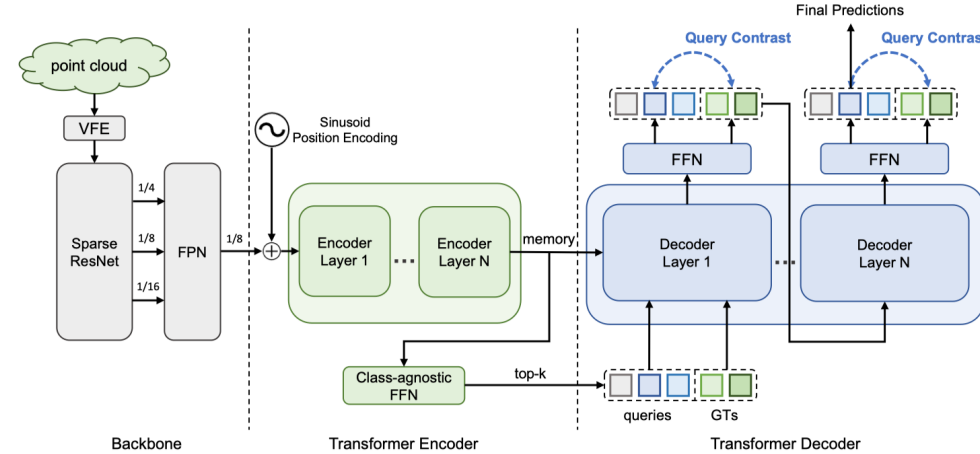 Final Predictions
Query Contrast
Query Contras
point cloud
VFE
Sinusoid
Position Encoding
FFN
FFN
1/4
1/8
1/16
Sparse
ResNet
FPN
1/8
Encoder
Layer 1
...
Encoder
Layer N
memory
Decoder
Layer 1
...
Decoder
Layer N
Class-agnostic
FFN
top-k
queries
GTs
Backbone
Transformer Encoder
Transformer Decoder